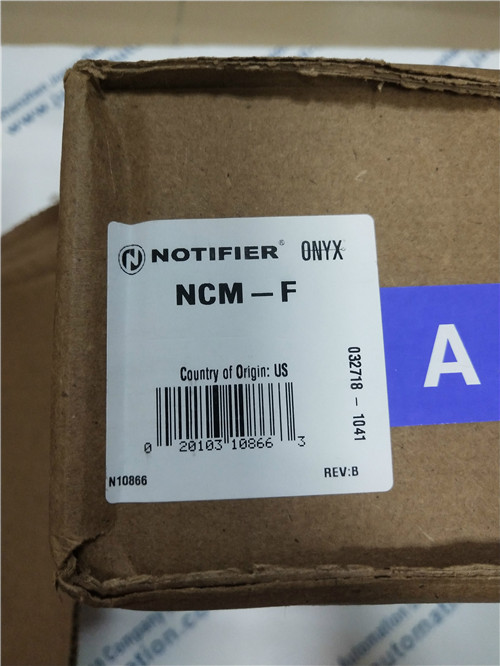 NOTIFIER® ONYX
NCM – F
Country of Origin: US
0 20103 10866 3
032718 - 1041
N10866
REV:B
A